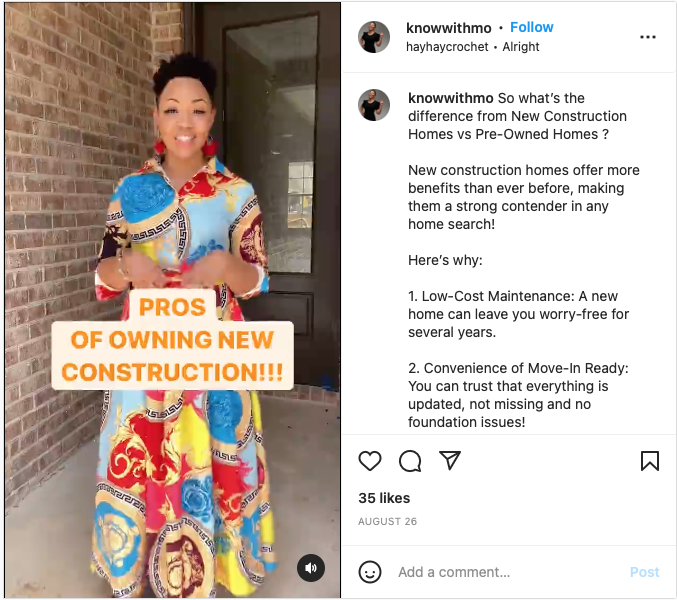 PROS
OF OWNING NEW
CONSTRUCTION!!!
knowwithmo • Follow
hayhaycrochet • Alright
knowwithmo So what's the
difference from New Construction
Homes vs Pre-Owned Homes ?
New construction homes offer more
benefits than ever before, making
them a strong contender in any
home search!
Here's why:
1. Low-Cost Maintenance: A new
home can leave you worry-free for
several years.
2. Convenience of Move-In Ready:
You can trust that everything is
updated, not missing and no
foundation issues!
35 likes
AUGUST 26
Add a comment...
Post